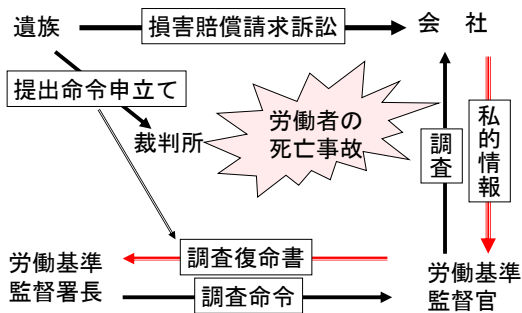 遺族
損害賠償請求訴訟
会 社
提出命令申立て
裁判所
労働者の
死亡事故
調査
私的情報
労働基準
監督署長
調査復命書
調査命令
労働基準
監督官